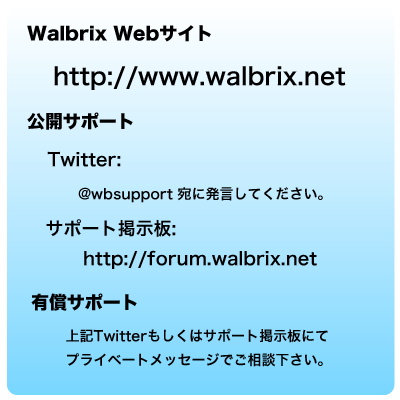 Walbrix Webサイト
http://www.walbrix.net
公開サポート
Twitter:
@wbsupport 宛に発言してください。
サポート掲示板:
http://forum.walbrix.net
有償サポート
上記Twitterもしくはサポート掲示板にて
プライベートメッセージでご相談下さい。